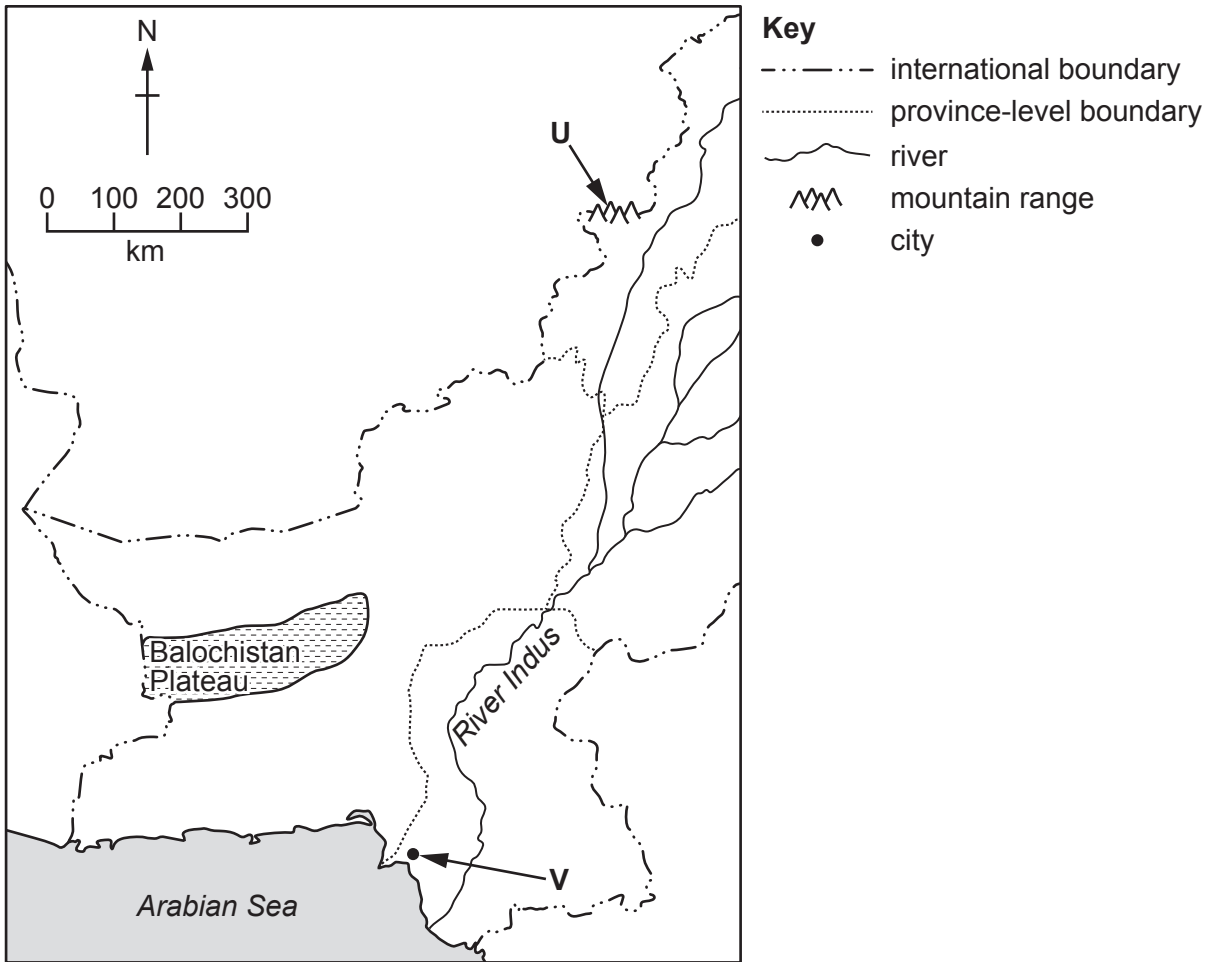 N
0 100 200 300
km
U
Balochistan
Plateau
River Indus
V
Arabian Sea
Key
international boundary
province-level boundary
river
mountain range
city